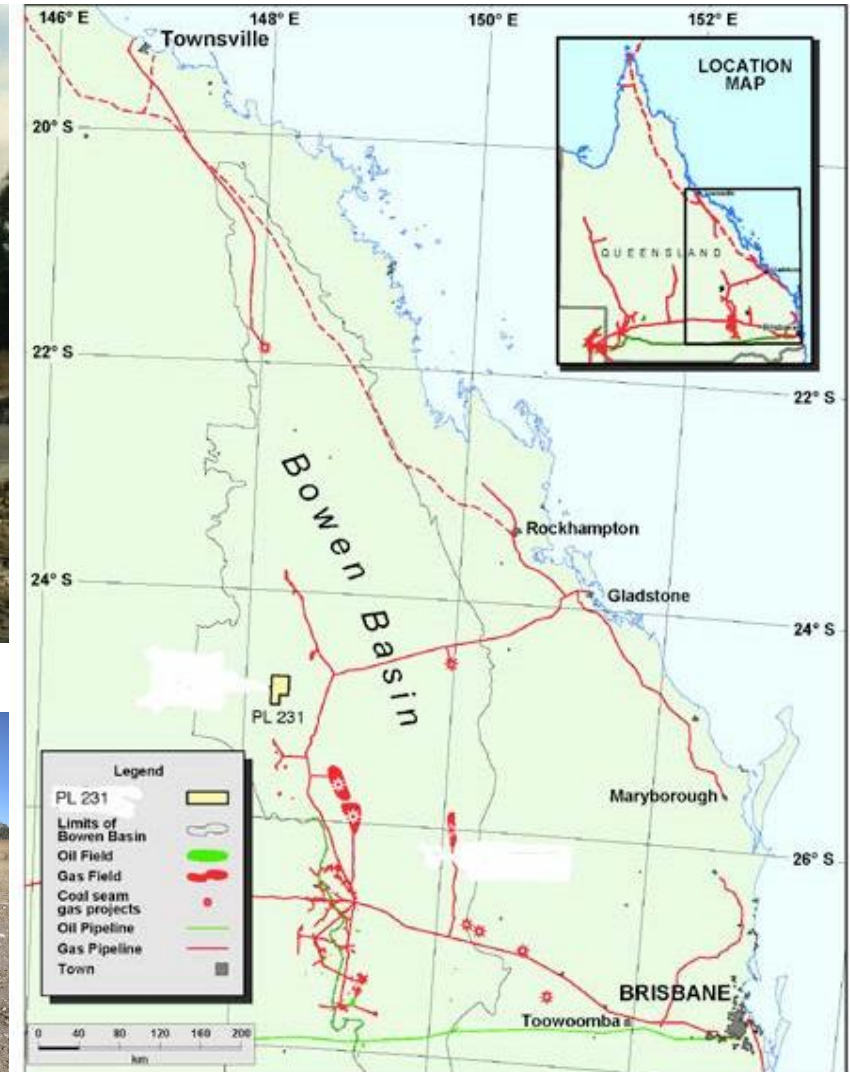 146° E
148° E
150° E
152° E
Townsville
LOCATION
MAP
20° S
QUEENSLAND
22° S
22° S
Bowen Basin
Rockhampton
24° S
Gladstone
24° S
PL 231
Legend
PL 231
Limits of
Bowen Basin
Oil Field
Gas Field
Coal seam
gas projects
Oil Pipeline
Gas Pipeline
Town
Maryborough
26° S
BRISBANE
Toowoomba
0 40 80 120 160 200
km